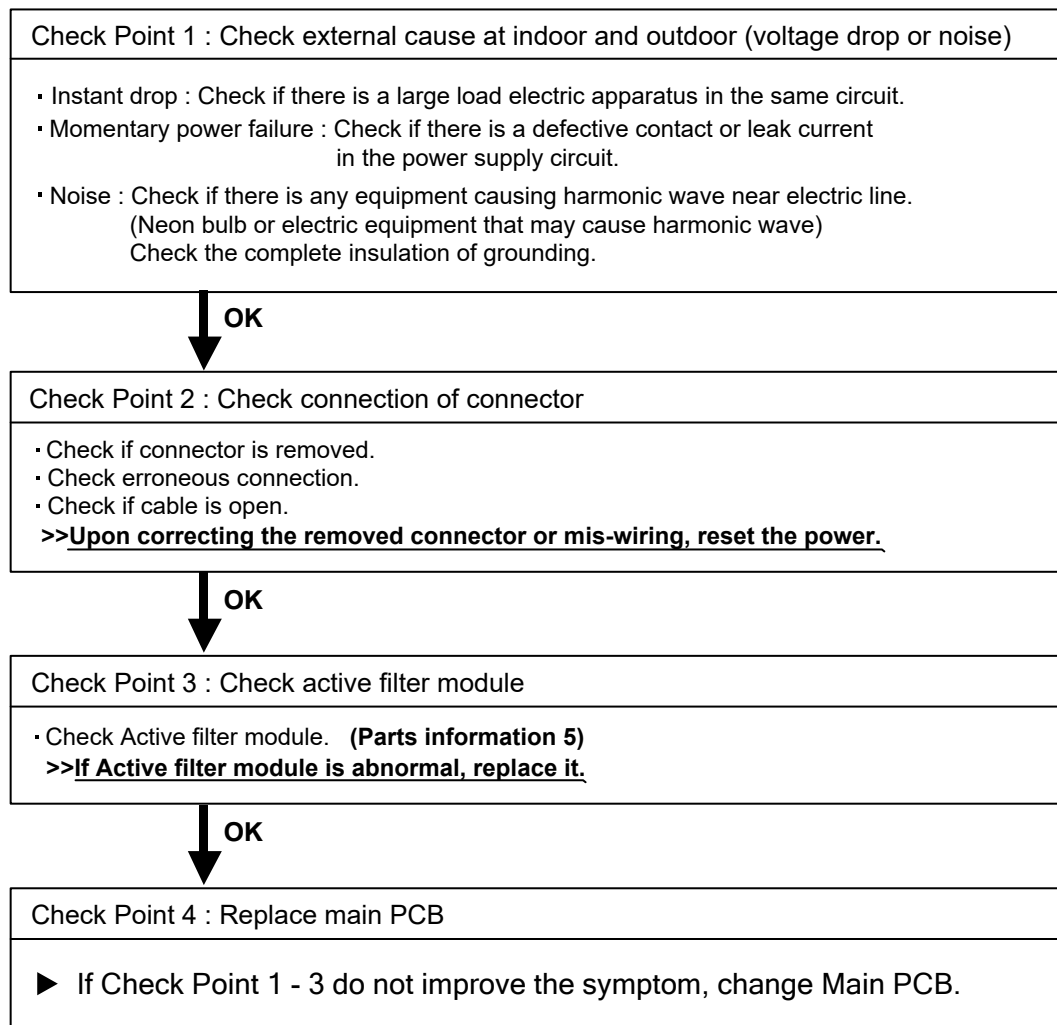 Check Point 1 : Check external cause at indoor and outdoor (voltage drop or noise)
· Instant drop : Check if there is a large load electric apparatus in the same circuit.
· Momentary power failure : Check if there is a defective contact or leak current
in the power supply circuit.
· Noise : Check if there is any equipment causing harmonic wave near electric line.
(Neon bulb or electric equipment that may cause harmonic wave)
Check the complete insulation of grounding.
OK
Check Point 2 : Check connection of connector
· Check if connector is removed.
· Check erroneous connection.
· Check if cable is open.
>>Upon correcting the removed connector or mis-wiring, reset the power.
OK
Check Point 3 : Check active filter module
· Check Active filter module. (Parts information 5)
>>If Active filter module is abnormal, replace it.
OK
Check Point 4 : Replace main PCB
▶ If Check Point 1 - 3 do not improve the symptom, change Main PCB.